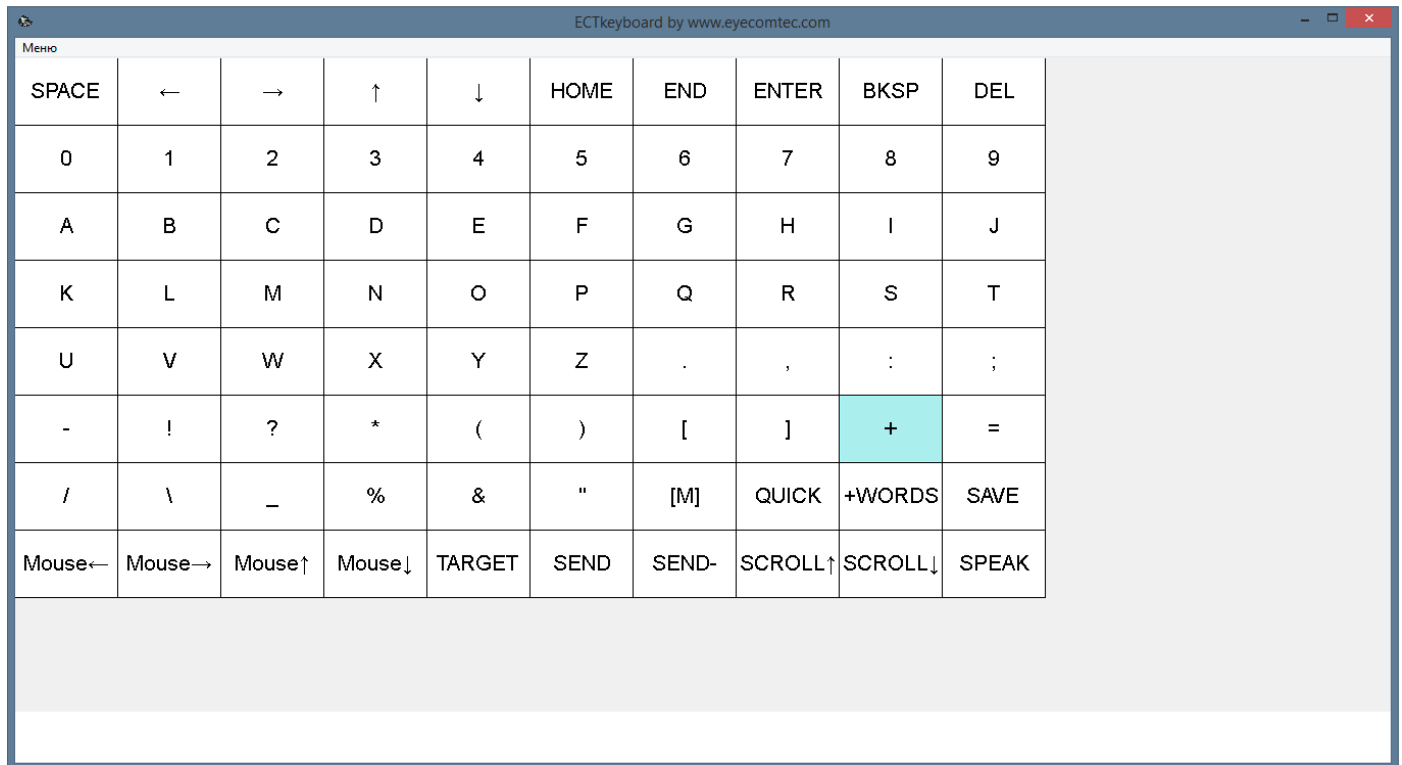 ECTkeyboard by www.eyecomtec.com
Меню
SPACE ← → ↑ ↓ HOME END ENTER BKSP DEL
0 1 2 3 4 5 6 7 8 9
A B C D E F G H I J
K L M N O P Q R S T
U V W X Y Z . , : ;
- ! ? * ( ) [ ] + =
/ \ _ % & " [M] QUICK +WORDS SAVE
Mouse← Mouse→ Mouse↑ Mouse↓ TARGET SEND SEND- SCROLL↑ SCROLL↓ SPEAK